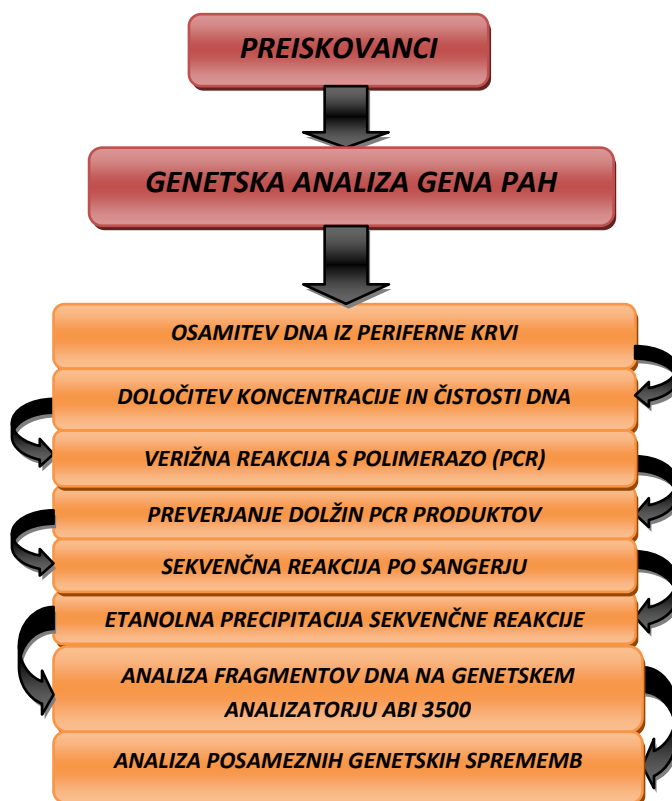 PREISKOVANCI
GENETSKA ANALIZA GENA PAH
OSAMITEV DNA IZ PERIFERNE KRVI
DOLOČITEV KONCENTRACIJE IN ČISTOSTI DNA
VERIŽNA REAKCIJA S POLIMERAZO (PCR)
PREVERJANJE DOLŽIN PCR PRODUKTOV
SEKVENČNA REAKCIJA PO SANGERJU
ETANOLNA PRECIPITACIJA SEKVENČNE REAKCIJE
ANALIZA FRAGMENTOV DNA NA GENETSKEM
ANALIZATORJU ABI 3500
ANALIZA POSAMEZNIH GENETSKIH SPREMEMB